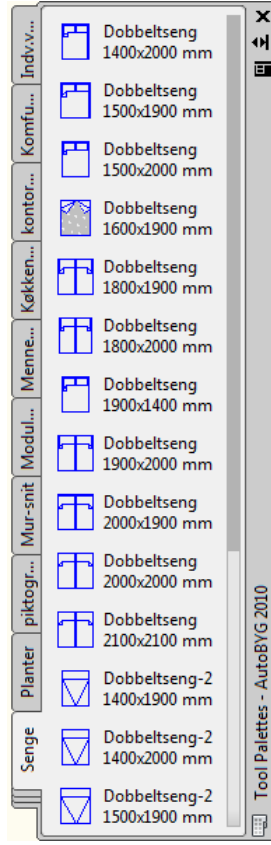 Indv.v...
Komfu...
kontor...
Køkken...
Menne...
Modul...
Mur-snit
piktogr...
Planter
Senge
Dobbeltseng
1400x2000 mm
Dobbeltseng
1500x1900 mm
Dobbeltseng
1500x2000 mm
Dobbeltseng
1600x1900 mm
Dobbeltseng
1800x1900 mm
Dobbeltseng
1800x2000 mm
Dobbeltseng
1900x1400 mm
Dobbeltseng
1900x2000 mm
Dobbeltseng
2000x1900 mm
Dobbeltseng
2000x2000 mm
Dobbeltseng
2100x2100 mm
Dobbeltseng-2
1400x1900 mm
Dobbeltseng-2
1400x2000 mm
Dobbeltseng-2
1500x1900 mm
Tool Palettes - AutoBYG 2010